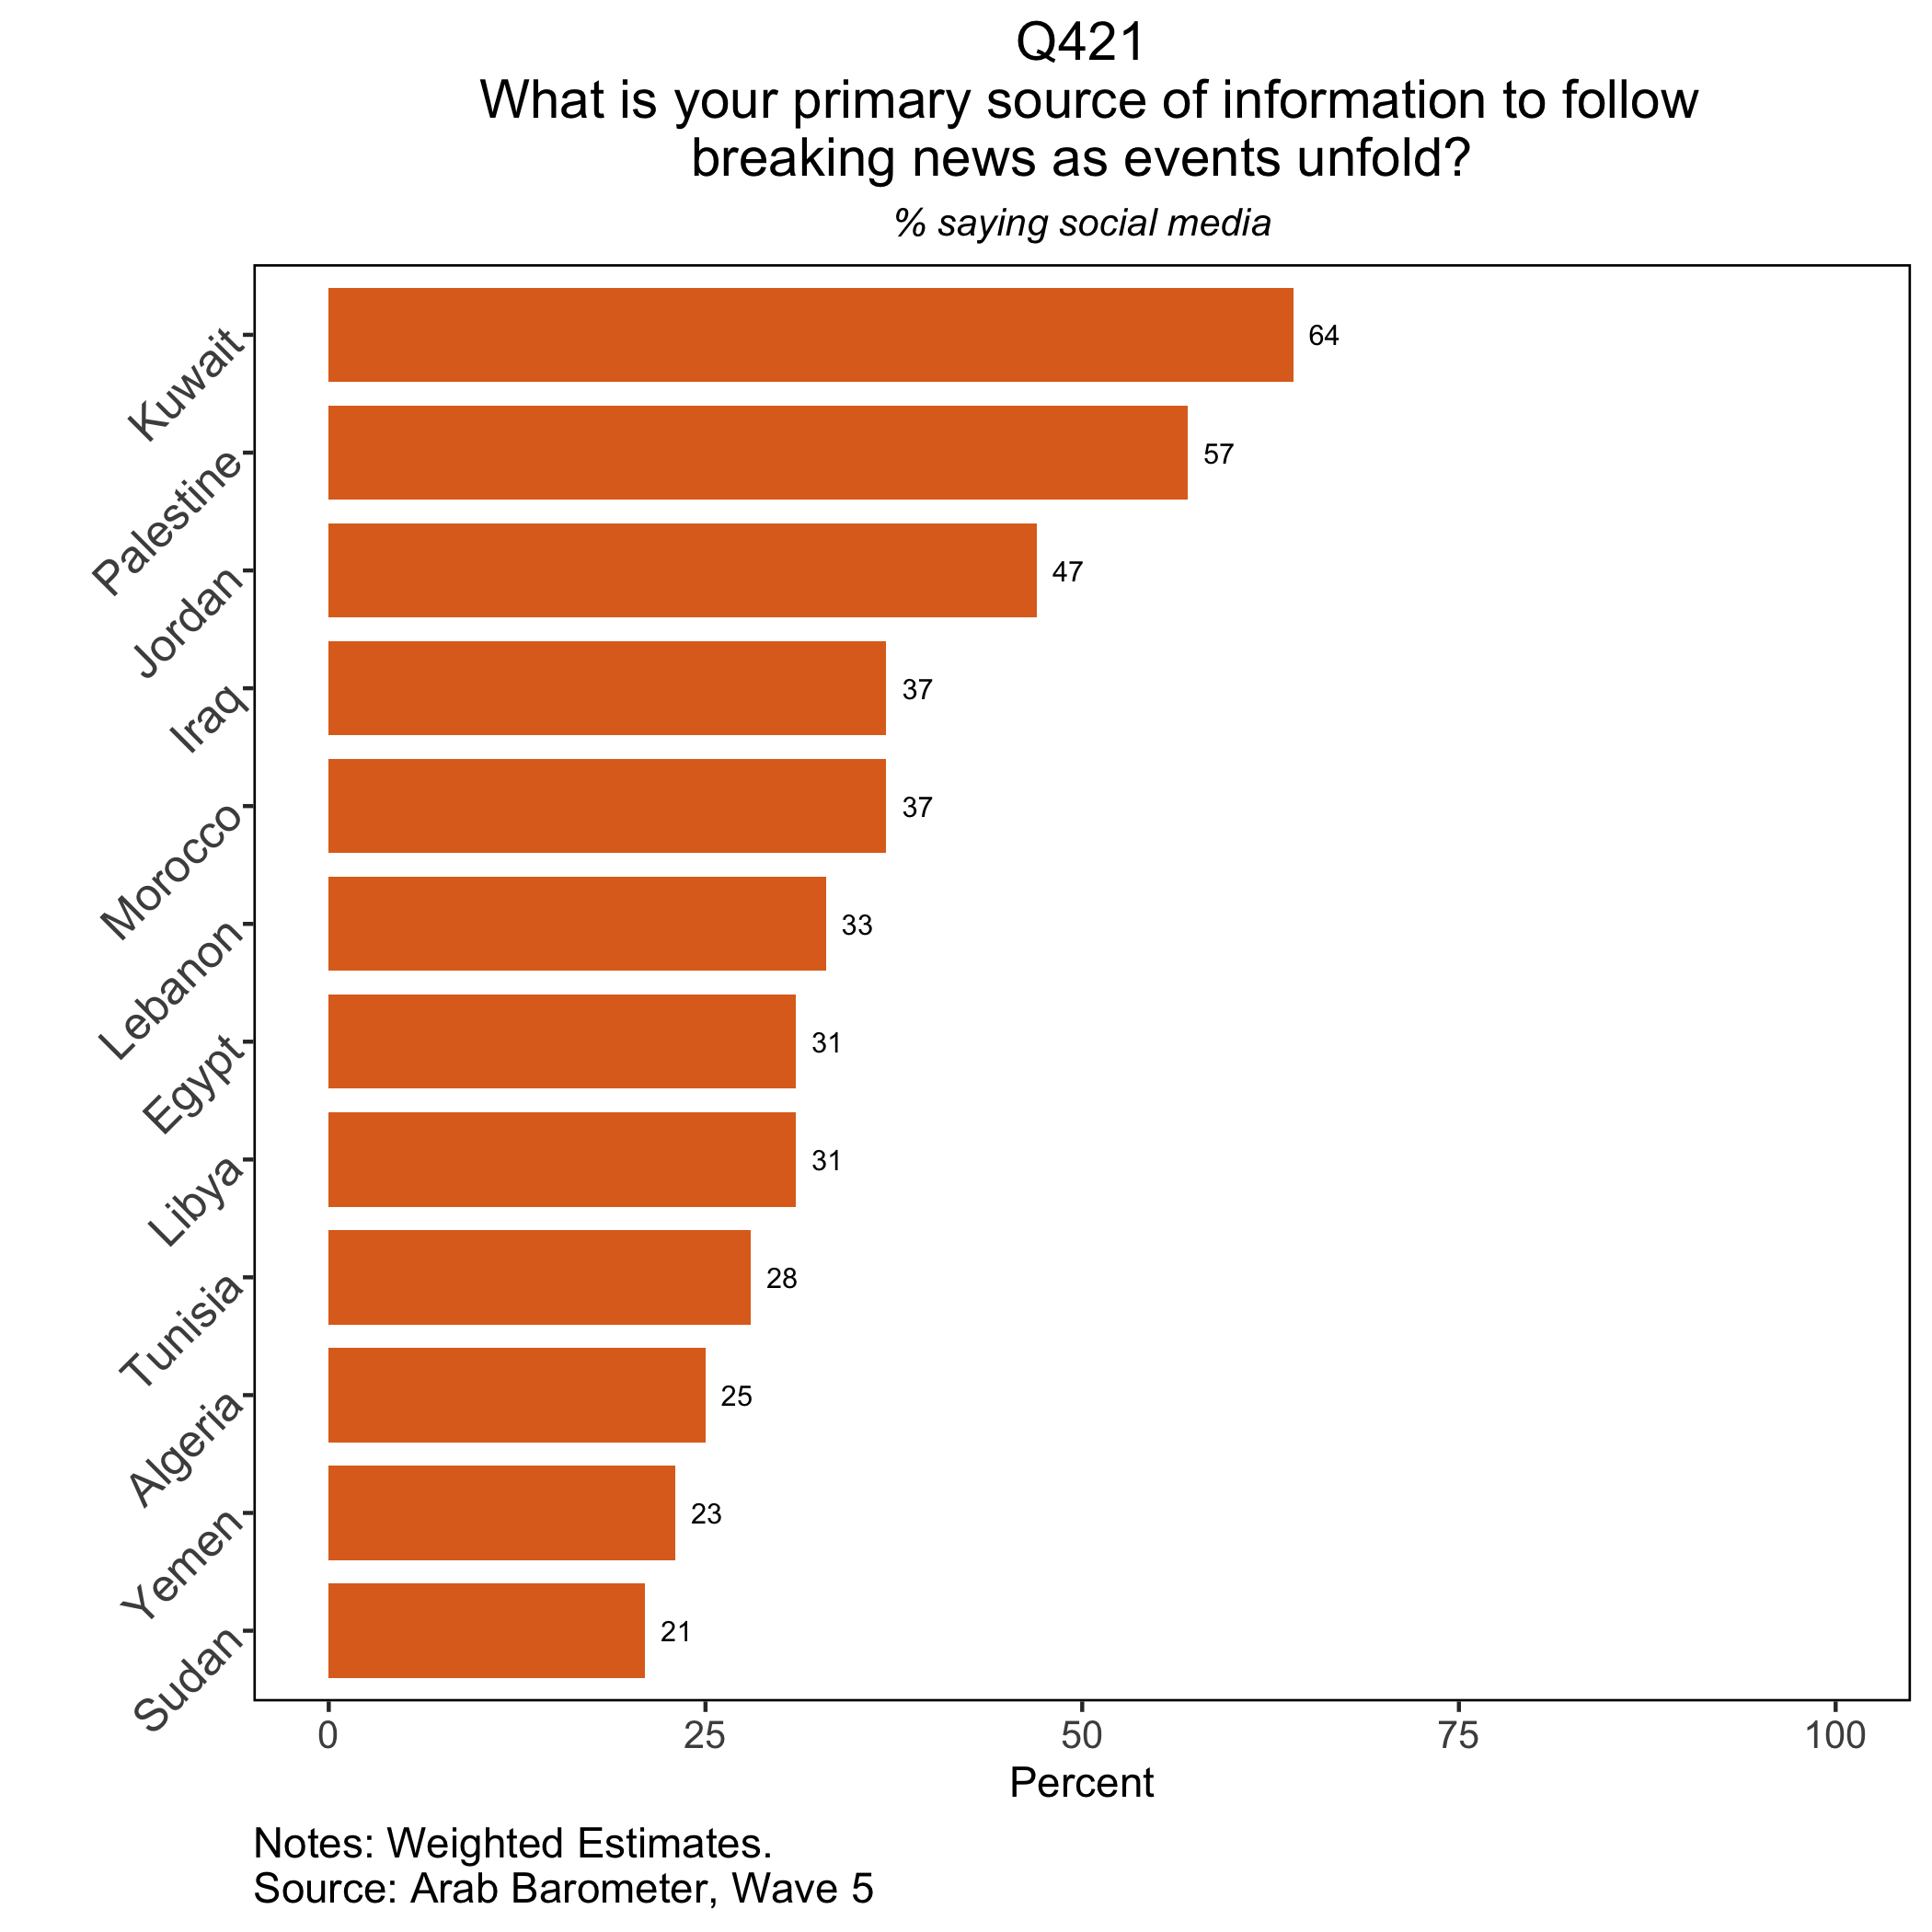 Q421
What is your primary source of information to follow
breaking news as events unfold?
% saying social media
Kuwait 64
Palestine 57
Jordan 47
Iraq 37
Morocco 37
Lebanon 33
Egypt 31
Libya 31
Tunisia 28
Algeria 25
Yemen 23
Sudan 21
0 25 50 75 100
Percent
Notes: Weighted Estimates.
Source: Arab Barometer, Wave 5